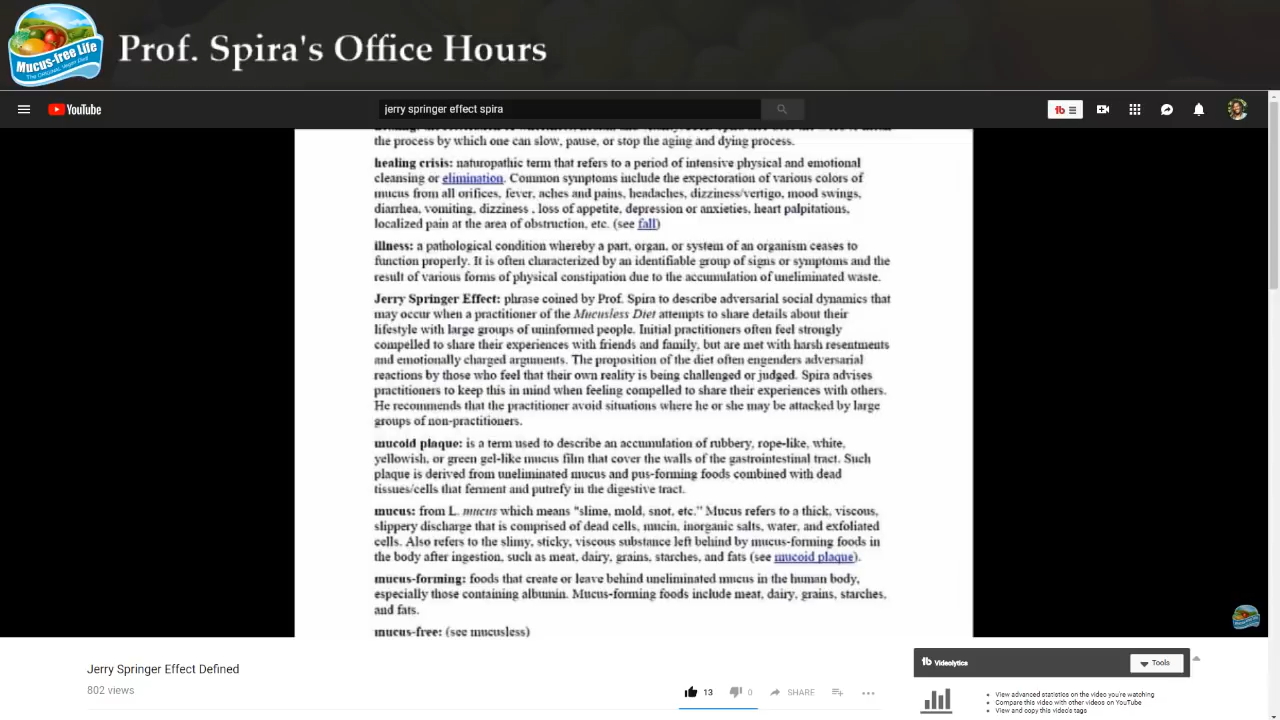 Mucus-free Life
The ORIGINAL Vegan Diet
Prof. Spira's Office Hours
YouTube
jerry springer effect spira
the process by which one can slow, pause, or stop the aging and dying process.
healing crisis: naturopathic term that refers to a period of intensive physical and emotional
cleansing or elimination. Common symptoms include the expectoration of various colors of
mucus from all orifices, fever, aches and pains, headaches, dizziness/vertigo, mood swings,
diarrhea, vomiting, dizziness , loss of appetite, depression or anxieties, heart palpitations,
localized pain at the area of obstruction, etc. (see fall)
illness: a pathological condition whereby a part, organ, or system of an organism ceases to
function properly. It is often characterized by an identifiable group of signs or symptoms and the
result of various forms of physical constipation due to the accumulation of uneliminated waste.
Jerry Springer Effect: phrase coined by Prof. Spira to describe adversarial social dynamics that
may occur when a practitioner of the Mucusless Diet attempts to share details about their
lifestyle with large groups of uninformed people. Initial practitioners often feel strongly
compelled to share their experiences with friends and family, but are met with harsh resentments
and emotionally charged arguments. The proposition of the diet often engenders adversarial
reactions by those who feel that their own reality is being challenged or judged. Spira advises
practitioners to keep this in mind when feeling compelled to share their experiences with others.
He recommends that the practitioner avoid situations where he or she may be attacked by large
groups of non-practitioners.
mucoid plaque: is a term used to describe an accumulation of rubbery, rope-like, white,
yellowish, or green gel-like mucus film that cover the walls of the gastrointestinal tract. Such
plaque is derived from uneliminated mucus and pus-forming foods combined with dead
tissues/cells that ferment and putrefy in the digestive tract.
mucus: from L. mucus which means "slime, mold, snot, etc." Mucus refers to a thick, viscous,
slippery discharge that is comprised of dead cells, mucin, inorganic salts, water, and exfoliated
cells. Also refers to the slimy, sticky, viscous substance left behind by mucus-forming foods in
the body after ingestion, such as meat, dairy, grains, starches, and fats (see mucoid plaque).
mucus-forming: foods that create or leave behind uneliminated mucus in the human body,
especially those containing albumin. Mucus-forming foods include meat, dairy, grains, starches,
and fats.
mucus-free: (see mucusless)
Jerry Springer Effect Defined
802 views
13
0
SHARE
tb Videolytics
Tools
View advanced statistics on the video you're watching
Compare this video with other videos on YouTube
View and copy this video's tags